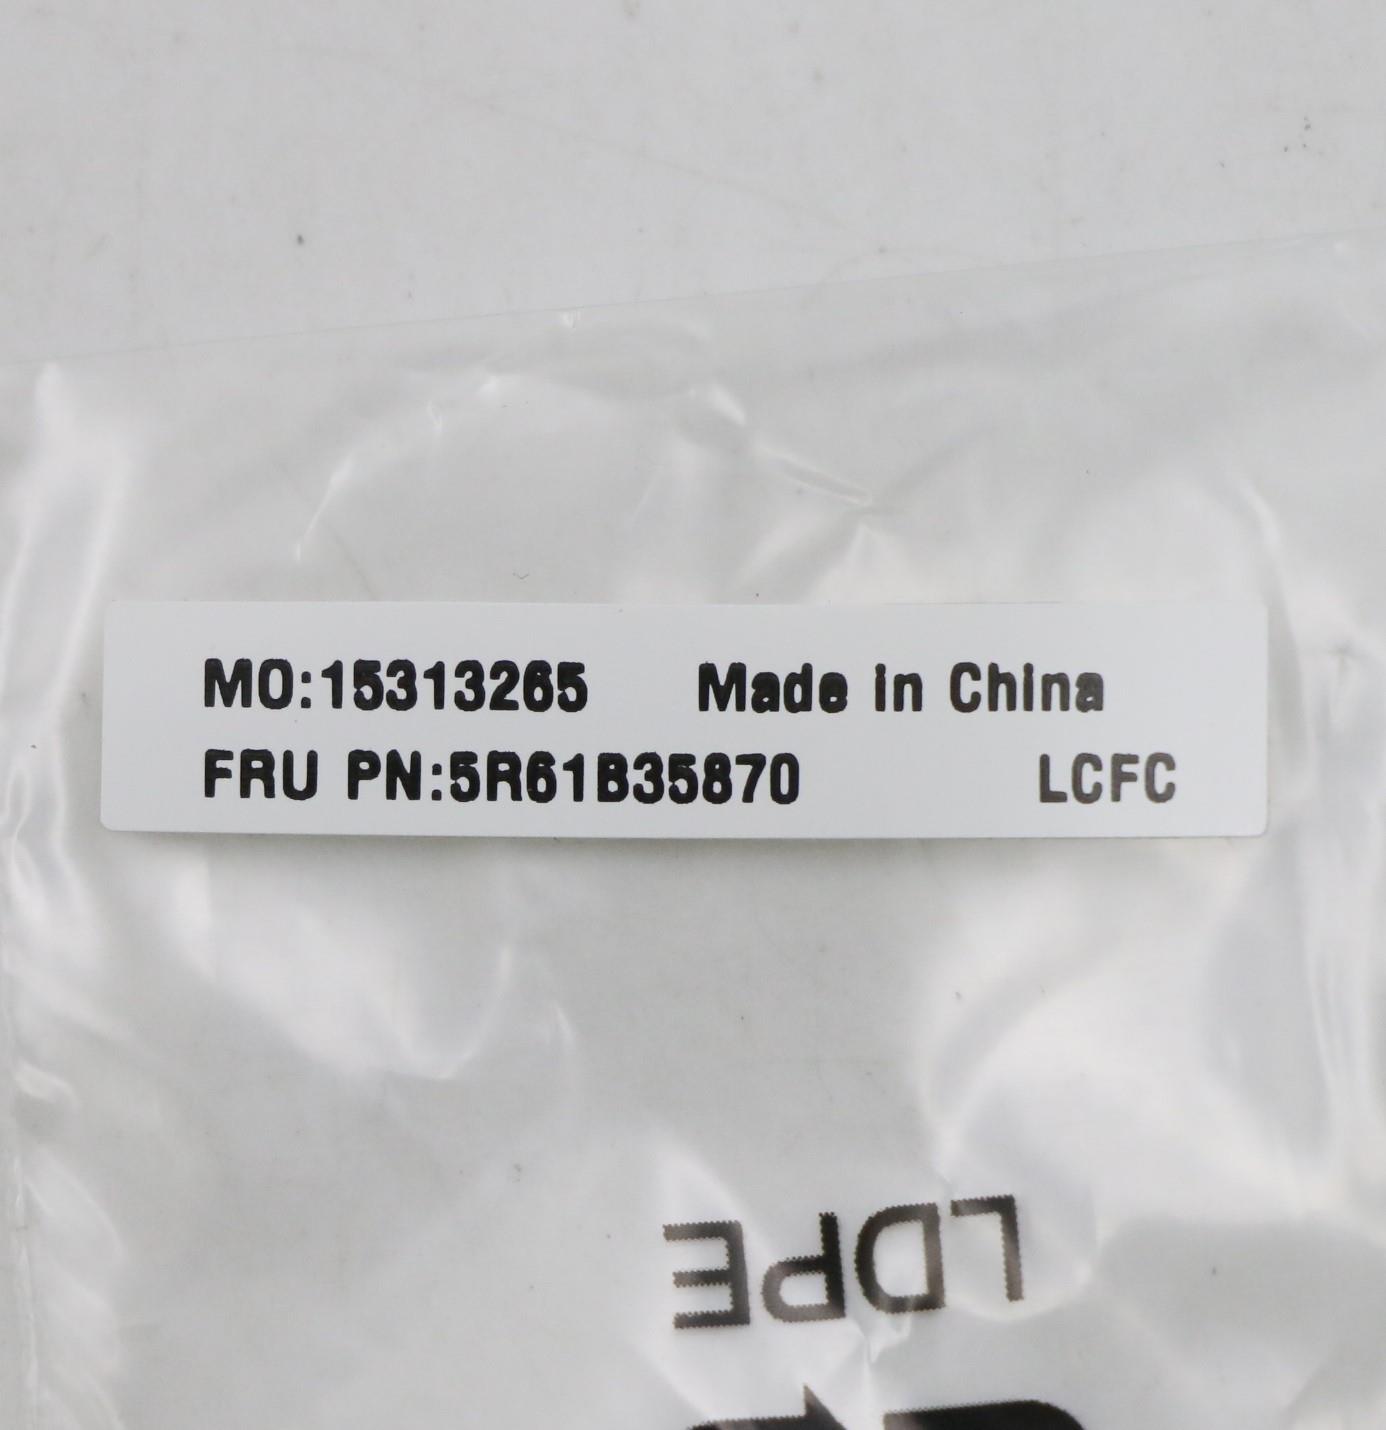 MO:15313265 Made in China
FRU PN:5R61B35870 LCFC
LDPE